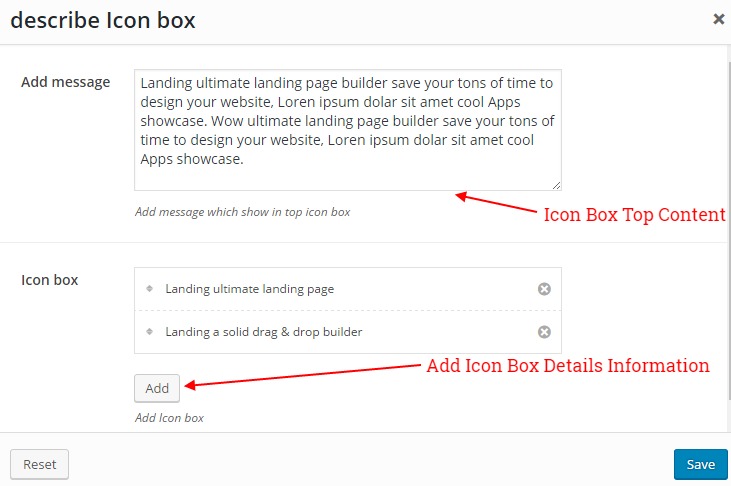 describe Icon box
Add message
Landing ultimate landing page builder save your tons of time to
design your website, Loren ipsum dolar sit amet cool Apps
showcase. Wow ultimate landing page builder save your tons of
time to design your website, Loren ipsum dolar sit amet cool
Apps showcase.
Add message which show in top icon box
Icon Box Top Content
Icon box
Landing ultimate landing page
Landing a solid drag & drop builder
Add Icon Box Details Information
Add
Add Icon box
Reset
Save